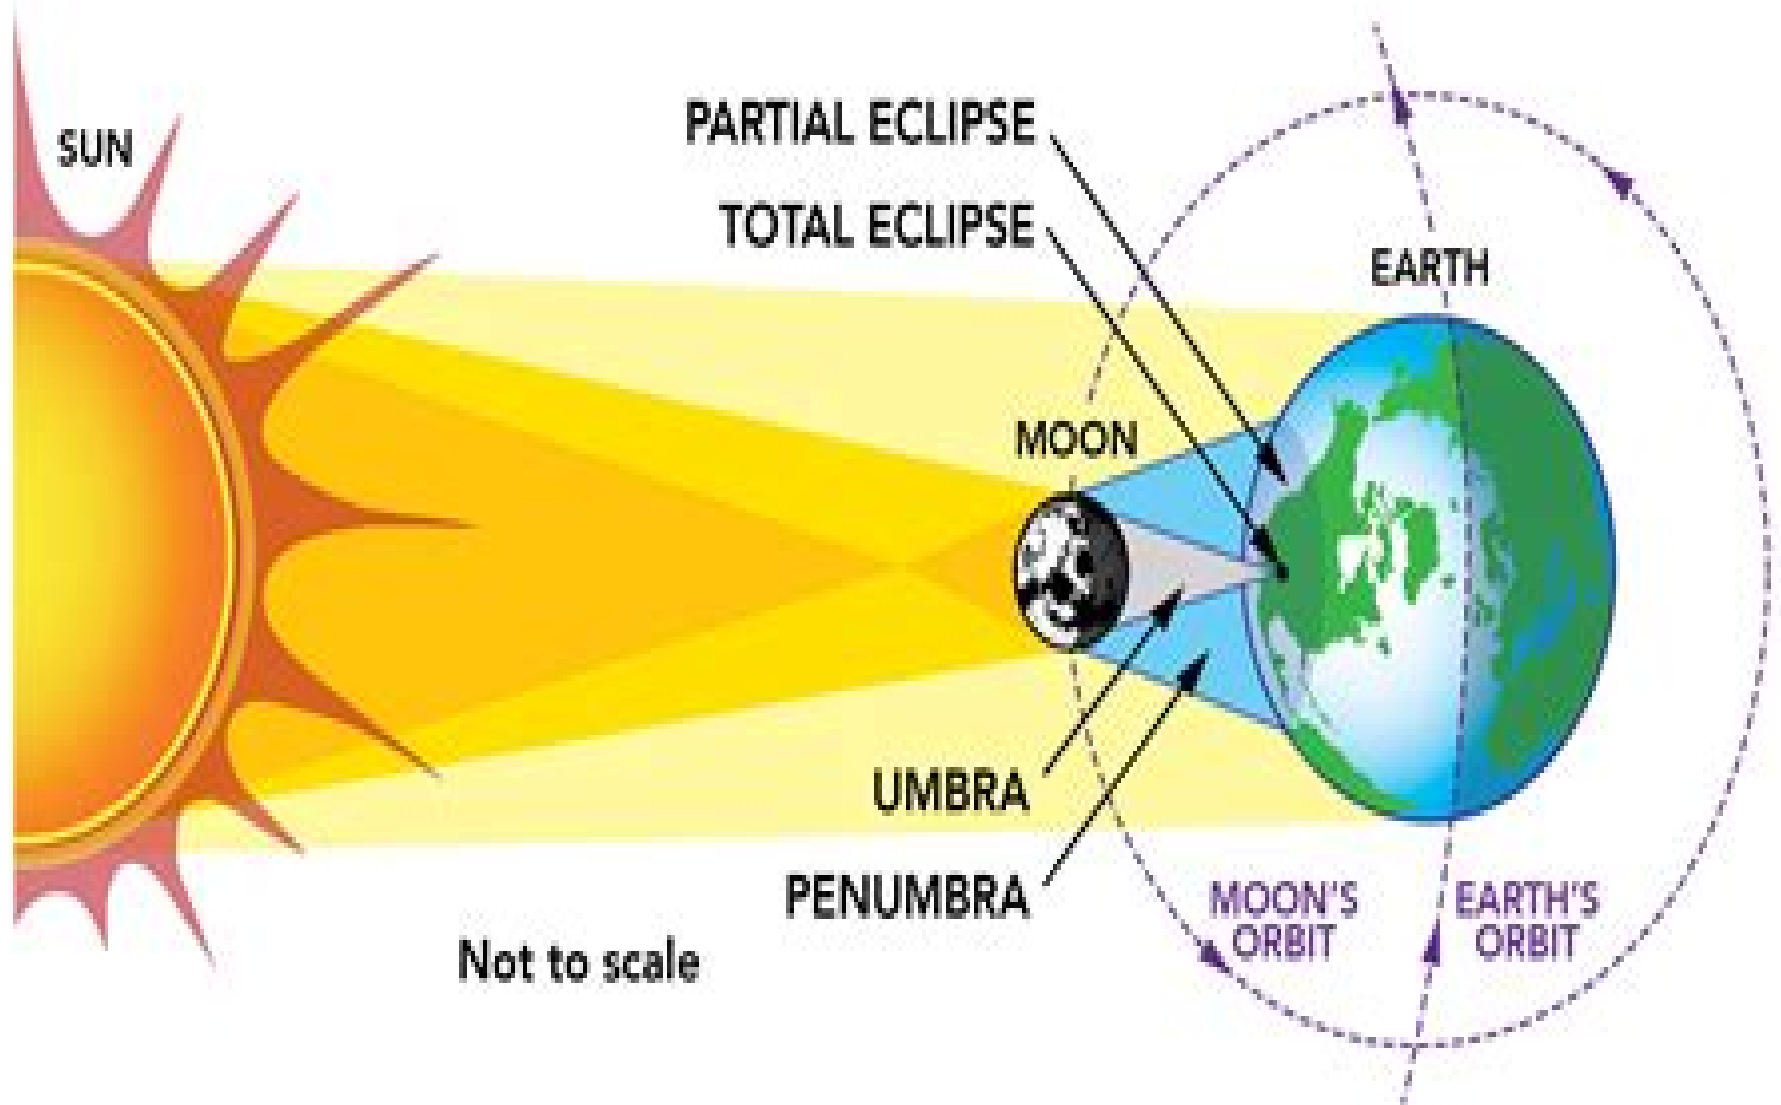 SUN
PARTIAL ECLIPSE
TOTAL ECLIPSE
EARTH
MOON
UMBRA
PENUMBRA
MOON'S
ORBIT
EARTH'S
ORBIT
Not to scale